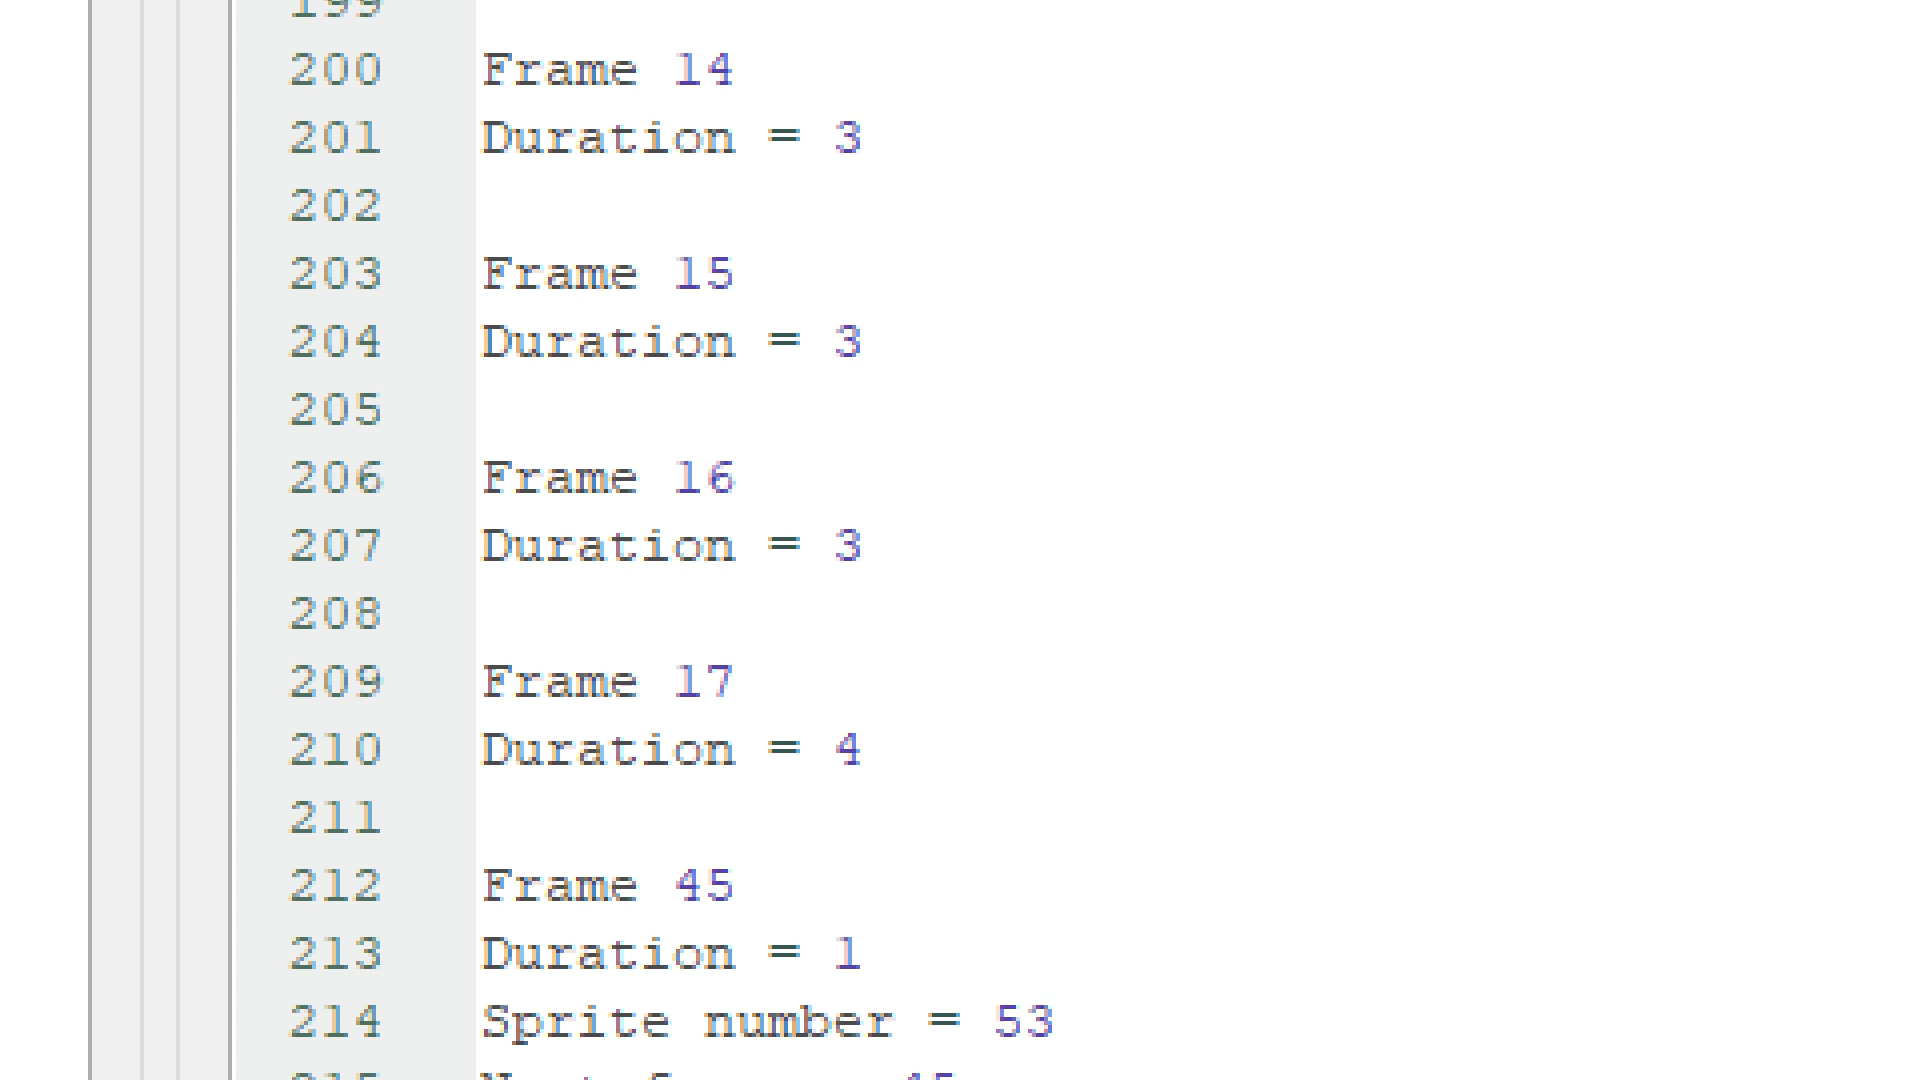 199
200 Frame 14
201 Duration = 3
202
203 Frame 15
204 Duration = 3
205
206 Frame 16
207 Duration = 3
208
209 Frame 17
210 Duration = 4
211
212 Frame 45
213 Duration = 1
214 Sprite number = 53